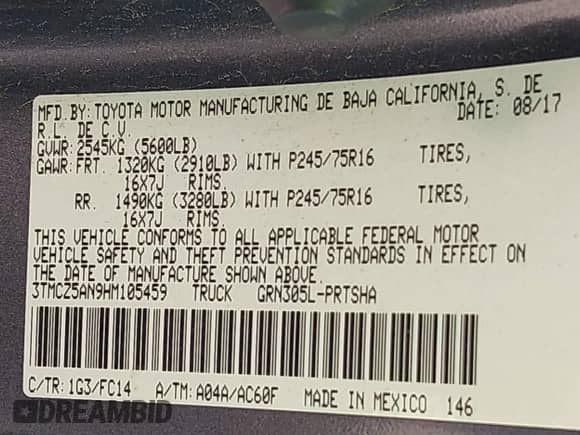 MFD.BY: TOYOTA MOTOR MANUFACTURING DE BAJA CALIFORNIA, S. DE
R.L. DE C.V. DATE: 08/17
GVWR: 2545KG (5600LB)
GAWR: FRT. 1320KG (2910LB) WITH P245/75R16 TIRES,
16X7J RIMS,
RR. 1490KG (3280LB) WITH P245/75R16 TIRES,
16X7J RIMS,
THIS VEHICLE CONFORMS TO ALL APPLICABLE FEDERAL MOTOR
VEHICLE SAFETY AND THEFT PREVENTION STANDARDS IN EFFECT ON
THE DATE OF MANUFACTURE SHOWN ABOVE.
3TMCZ5AN9HM105459 TRUCK GRN305L-PRTSHA
C/TR: 1G3/FC14 A/TM: A04A/AC60F MADE IN MEXICO 146
DREAMBID